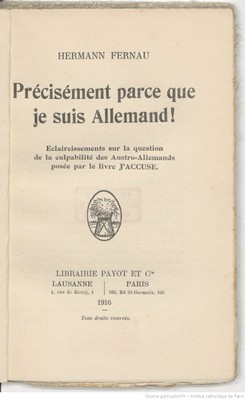 HERMANN FERNAU
Précisément parce que
je suis Allemand!
Eclaircissements sur la question
de la culpabilité des Austro-Allemands
posée par le livre J'ACCUSE.
LIBRAIRIE PAYOT ET Cie
LAUSANNE PARIS
1, rue de Bourg, 1 106, Bd St-Germain, 106
1916
Tous droits réservés.
Source gallica.bnf.fr / Institut catholique de Paris